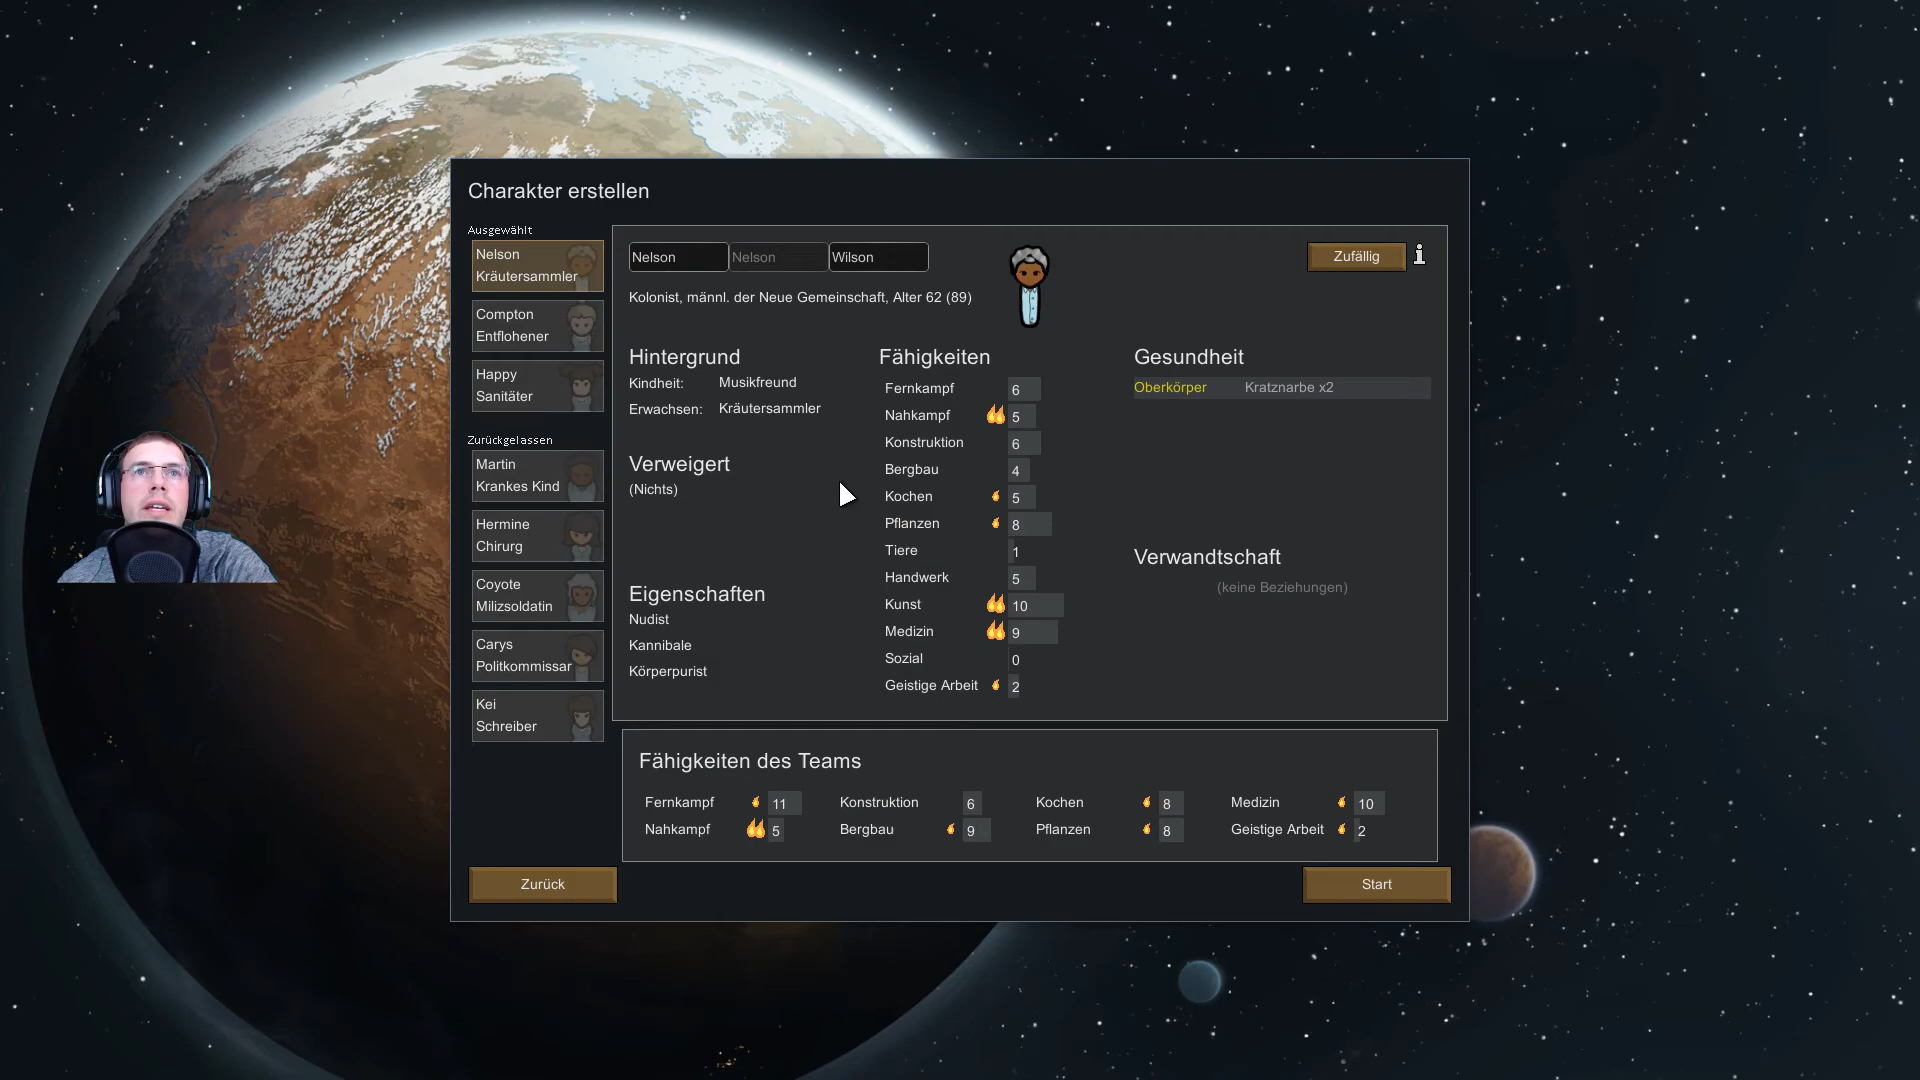 Charakter erstellen
Ausgewählt
Nelson
Kräutersammler
Compton
Entflohener
Happy
Sanitäter
Zurückgelassen
Martin
Krankes Kind
Hermine
Chirurg
Coyote
Milizsoldatin
Carys
Politkommissar
Kei
Schreiber
Nelson Nelson Wilson
Zufällig
Kolonist, männl. der Neue Gemeinschaft, Alter 62 (89)
Hintergrund
Kindheit: Musikfreund
Erwachsen: Kräutersammler
Verweigert
(Nichts)
Eigenschaften
Nudist
Kannibale
Körperpurist
Fähigkeiten
Fernkampf 6
Nahkampf 5
Konstruktion 6
Bergbau 4
Kochen 5
Pflanzen 8
Tiere 1
Handwerk 5
Kunst 10
Medizin 9
Sozial 0
Geistige Arbeit 2
Gesundheit
Oberkörper Kratznarbe x2
Verwandtschaft
(keine Beziehungen)
Fähigkeiten des Teams
Fernkampf 11 Konstruktion 6 Kochen 8 Medizin 10
Nahkampf 5 Bergbau 9 Pflanzen 8 Geistige Arbeit 2
Zurück
Start